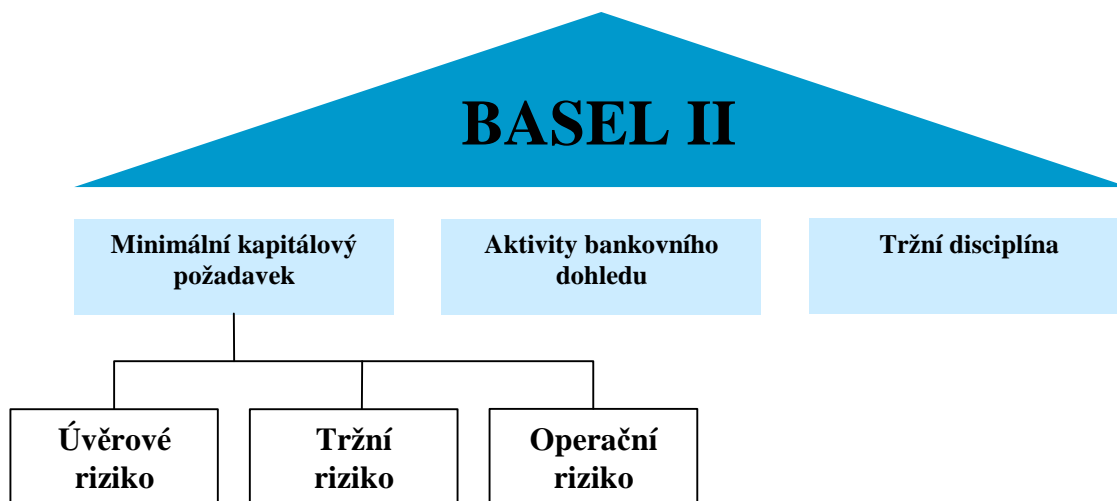 BASEL II
Minimální kapitálový
požadavek
Aktivity bankovního
dohledu
Tržní disciplína
Úvěrové
riziko
Tržní
riziko
Operační
riziko